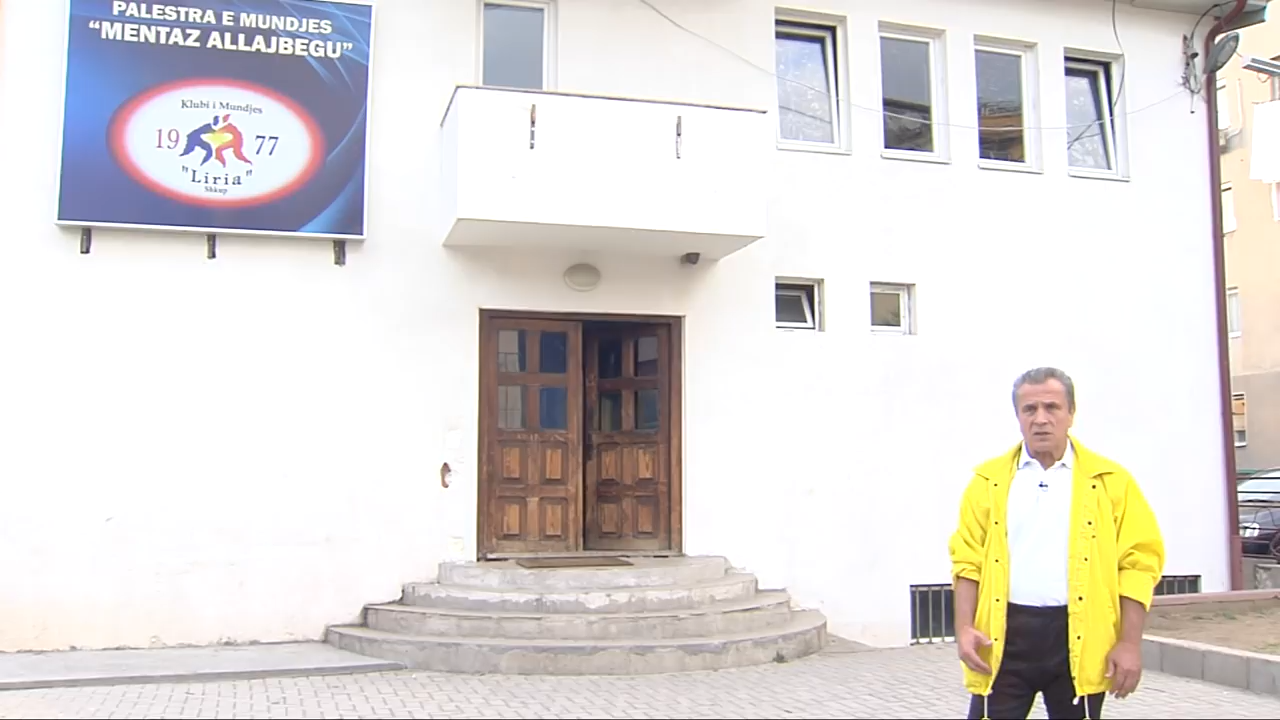 PALESTRA E MUNDJES
“MENTAZ ALLAJBEGU”
Klubi i Mundjes
19 77
"Liria"
Shkup